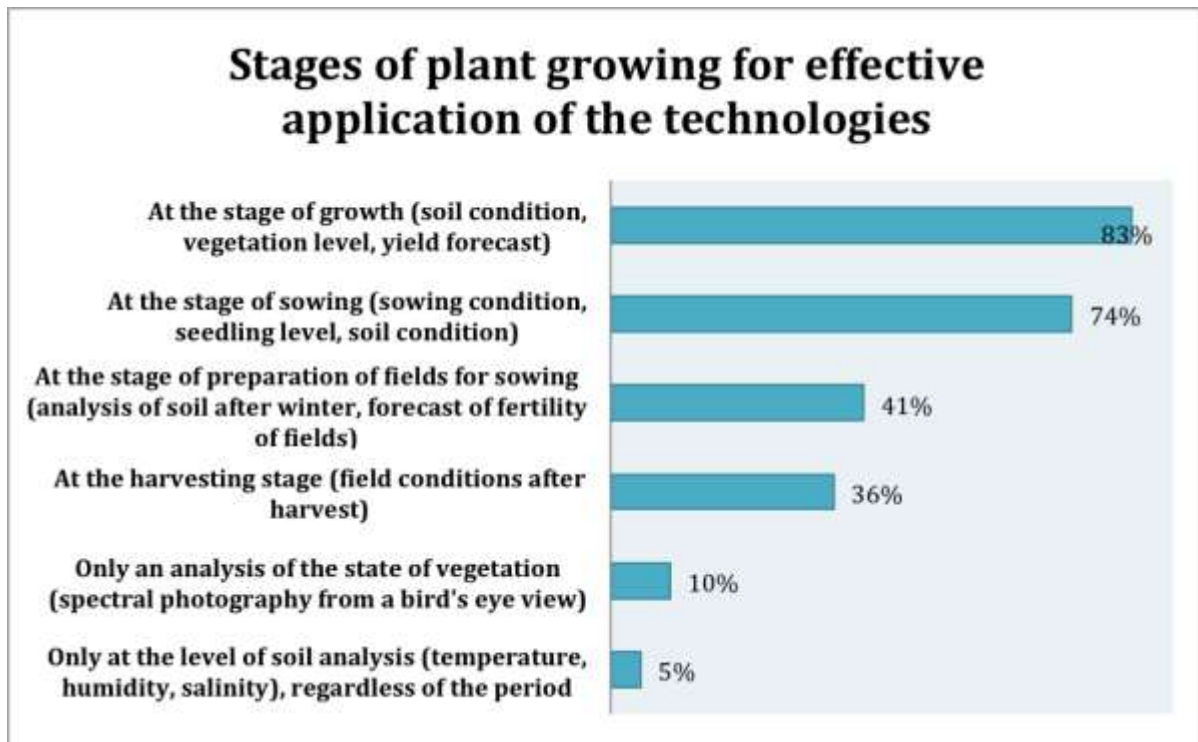 Stages of plant growing for effective
application of the technologies
At the stage of growth (soil condition,
vegetation level, yield forecast)
83%
At the stage of sowing (sowing condition,
seedling level, soil condition)
74%
At the stage of preparation of fields for sowing
(analysis of soil after winter, forecast of fertility
of fields)
41%
At the harvesting stage (field conditions after
harvest)
36%
Only an analysis of the state of vegetation
(spectral photography from a bird's eye view)
10%
Only at the level of soil analysis (temperature,
humidity, salinity), regardless of the period
5%